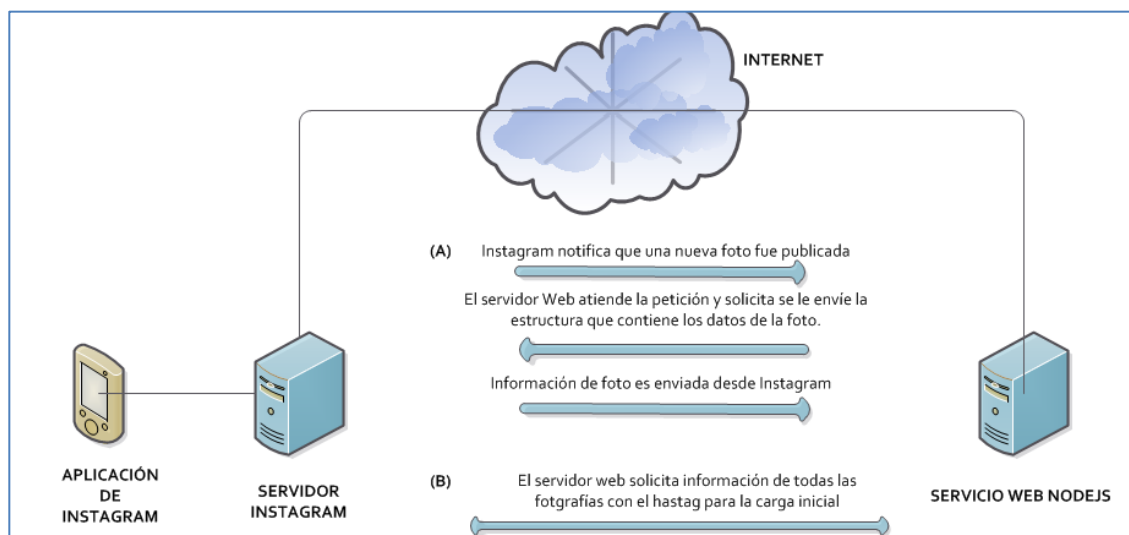 INTERNET
(A) Instagram notifica que una nueva foto fue publicada
El servidor Web atiende la petición y solicita se le envíe la
estructura que contiene los datos de la foto.
Información de foto es enviada desde Instagram
APLICACIÓN
DE
INSTAGRAM
SERVIDOR
INSTAGRAM
(B) El servidor web solicita información de todas las
fotgrafías con el hastag para la carga inicial
SERVICIO WEB NODEJS